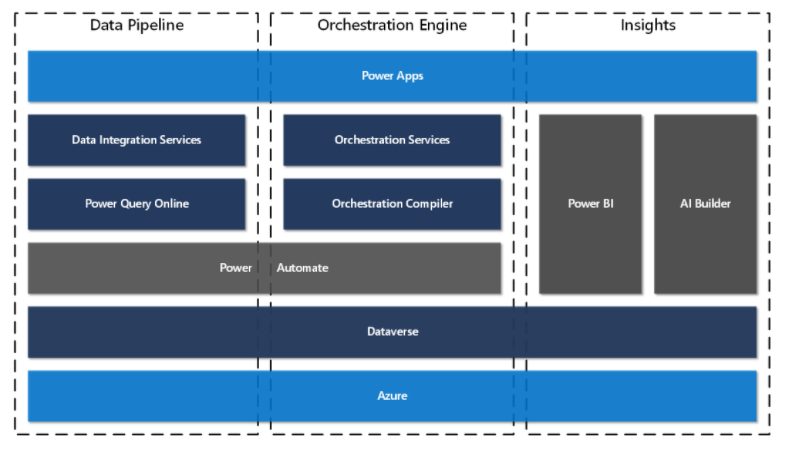 Data Pipeline
Orchestration Engine
Insights
Power Apps
Data Integration Services
Orchestration Services
Power Query Online
Orchestration Compiler
Power BI
AI Builder
Power Automate
Dataverse
Azure